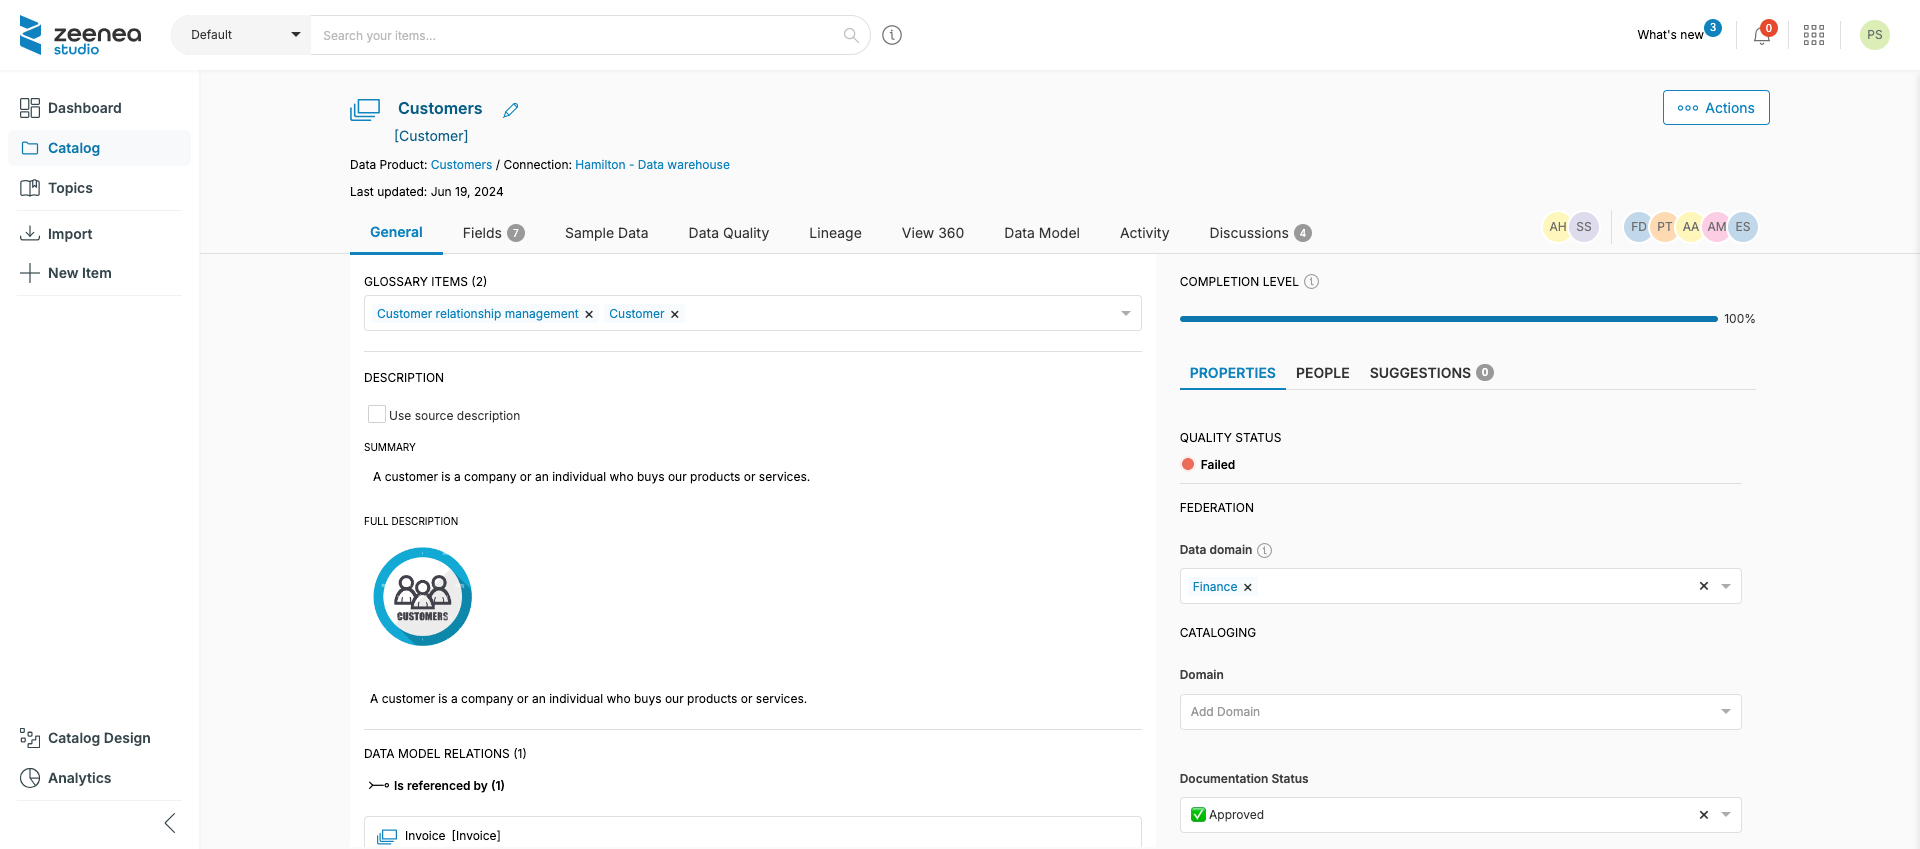 zeenea
studio
Default
Search your items...
What's new
3
0
PS
Dashboard
Catalog
Topics
Import
New Item
Catalog Design
Analytics
Customers
[Customer]
Actions
Data Product: Customers / Connection: Hamilton - Data warehouse
Last updated: Jun 19, 2024
General
Fields 7
Sample Data
Data Quality
Lineage
View 360
Data Model
Activity
Discussions 4
AH SS FD PT AA AM ES
GLOSSARY ITEMS (2)
Customer relationship management × Customer ×
DESCRIPTION
Use source description
SUMMARY
A customer is a company or an individual who buys our products or services.
FULL DESCRIPTION
CUSTOMERS
A customer is a company or an individual who buys our products or services.
DATA MODEL RELATIONS (1)
Is referenced by (1)
Invoice [Invoice]
COMPLETION LEVEL
100%
PROPERTIES
PEOPLE
SUGGESTIONS 0
QUALITY STATUS
Failed
FEDERATION
Data domain
Finance ×
CATALOGING
Domain
Add Domain
Documentation Status
✅ Approved